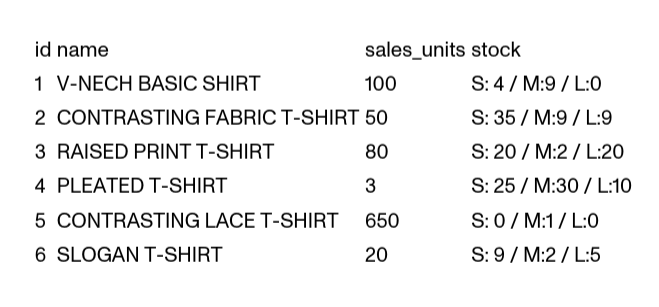 id name sales_units stock
1 V-NECH BASIC SHIRT 100 S: 4 / M:9 / L:0
2 CONTRASTING FABRIC T-SHIRT 50 S: 35 / M:9 / L:9
3 RAISED PRINT T-SHIRT 80 S: 20 / M:2 / L:20
4 PLEATED T-SHIRT 3 S: 25 / M:30 / L:10
5 CONTRASTING LACE T-SHIRT 650 S: 0 / M:1 / L:0
6 SLOGAN T-SHIRT 20 S: 9 / M:2 / L:5